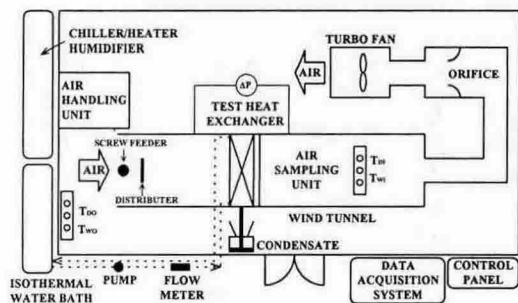 CHILLER/HEATER
HUMIDIFIER
TURBO FAN
AIR
ORIFICE
AIR
HANDLING
UNIT
ΔP
TEST HEAT
EXCHANGER
SCREW FEEDER
AIR
DISTRIBUTER
AIR
SAMPLING
UNIT
TDI
TWI
TDO
TWO
WIND TUNNEL
CONDENSATE
ISOTHERMAL
WATER BATH
PUMP
FLOW
METER
DATA
ACQUISITION
SYSTEM
CONTROL
PANEL